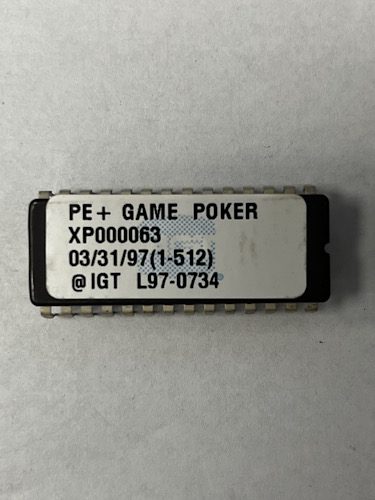 PE+ GAME POKER
XP000063
03/31/97(1-512)
@IGT L97-0734